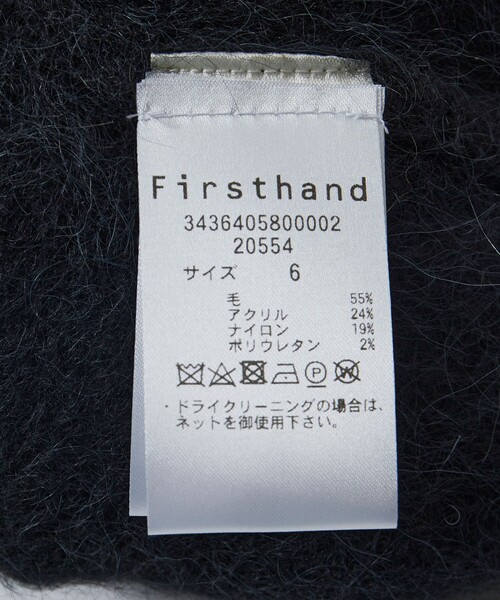 Firsthand
3436405800002
20554
サイズ 6
毛 55%
アクリル 24%
ナイロン 19%
ポリウレタン 2%
P W
・ドライクリーニングの場合は、
ネットを御使用下さい。